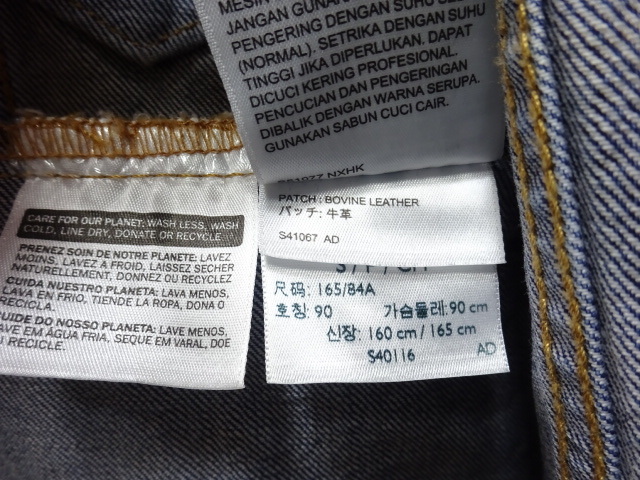 MESIN
JANGAN GUNAKAN
PENGERING DENGAN SUHU
(NORMAL). SETRIKA DENGAN SUHU
TINGGI JIKA DIPERLUKAN. DAPAT
DICUCI KERING PROFESIONAL.
PENCUCIAN DAN PENGERINGAN
DIBALIK DENGAN WARNA SERUPA.
GUNAKAN SABUN CUCI CAIR.
NXHK
PATCH: BOVINE LEATHER
パッチ: 牛革
S41067 AD
尺码: 165/84A
호칭: 90 가슴둘레: 90 cm
신장: 160 cm / 165 cm
S40116 AD
CARE FOR OUR PLANET: WASH LESS, WASH
COLD, LINE DRY, DONATE OR RECYCLE.
PRENEZ SOIN DE NOTRE PLANETE: LAVEZ
MOINS, LAVEZ A FROID, LAISSEZ SECHER
NATURELLEMENT, DONNEZ OU RECYCLEZ
CUIDA NUESTRO PLANETA: LAVA MENOS,
LAVA EN FRIO, TIENDE LA ROPA, DONA O
RECICLE.
CUIDE DO NOSSO PLANETA: LAVE MENOS,
LAVE EM ÁGUA FRIA, SEQUE EM VARAL, DOE
RECICLE.